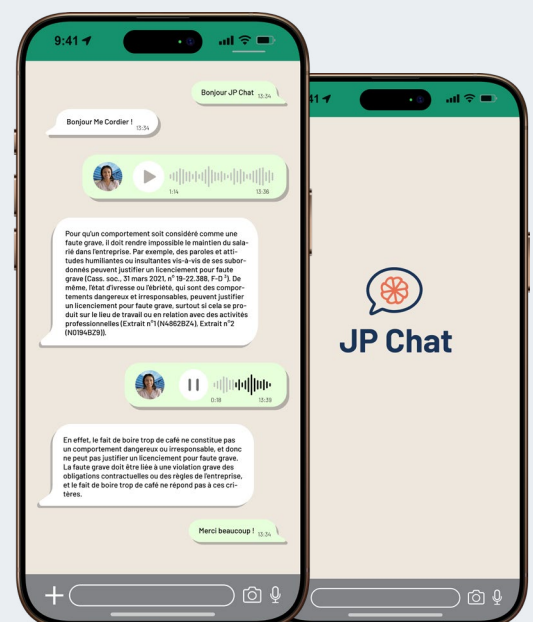 9:41
Bonjour JP Chat 13:34
Bonjour Me Cordier !
13:34
1:14 13:36
Pour qu'un comportement soit considéré comme une
faute grave, il doit rendre impossible le maintien du sala-
rié dans l'entreprise. Par exemple, des paroles et atti-
tudes humiliantes ou insultantes vis-à-vis de ses subor-
donnés peuvent justifier un licenciement pour faute
grave (Cass. soc., 31 mars 2021, n° 19-22.388, F-D ³). De
même, l'état d'ivresse ou l'ébriété, qui sont des compor-
tements dangereux et irresponsables, peuvent justifier
un licenciement pour faute grave, surtout si cela se pro-
duit sur le lieu de travail ou en relation avec des activités
professionnelles (Extrait n°1 (N4862BZ4), Extrait n°2
(N0194BZ9)).
0:18 13:39
En effet, le fait de boire trop de café ne constitue pas
un comportement dangereux ou irresponsable, et donc
ne peut pas justifier un licenciement pour faute grave.
La faute grave doit être liée à une violation grave des
obligations contractuelles ou des règles de l'entreprise,
et le fait de boire trop de café ne répond pas à ces cri-
tères.
Merci beaucoup ! 13:34
41
JP Chat